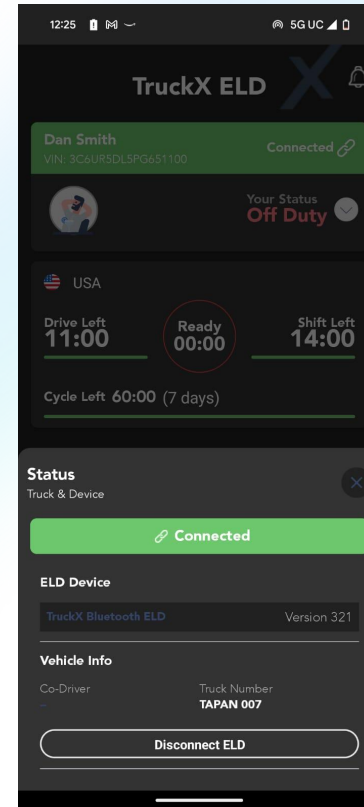 12:25 5G UC
TruckX ELD
Dan Smith
VIN: 3C6UR5DL5PG651100
Connected
Your Status
Off Duty
USA
Drive Left
11:00
Ready
00:00
Shift Left
14:00
Cycle Left 60:00 (7 days)
Status
Truck & Device
Connected
ELD Device
TruckX Bluetooth ELD Version 321
Vehicle Info
Co-Driver Truck Number
- TAPAN 007
Disconnect ELD